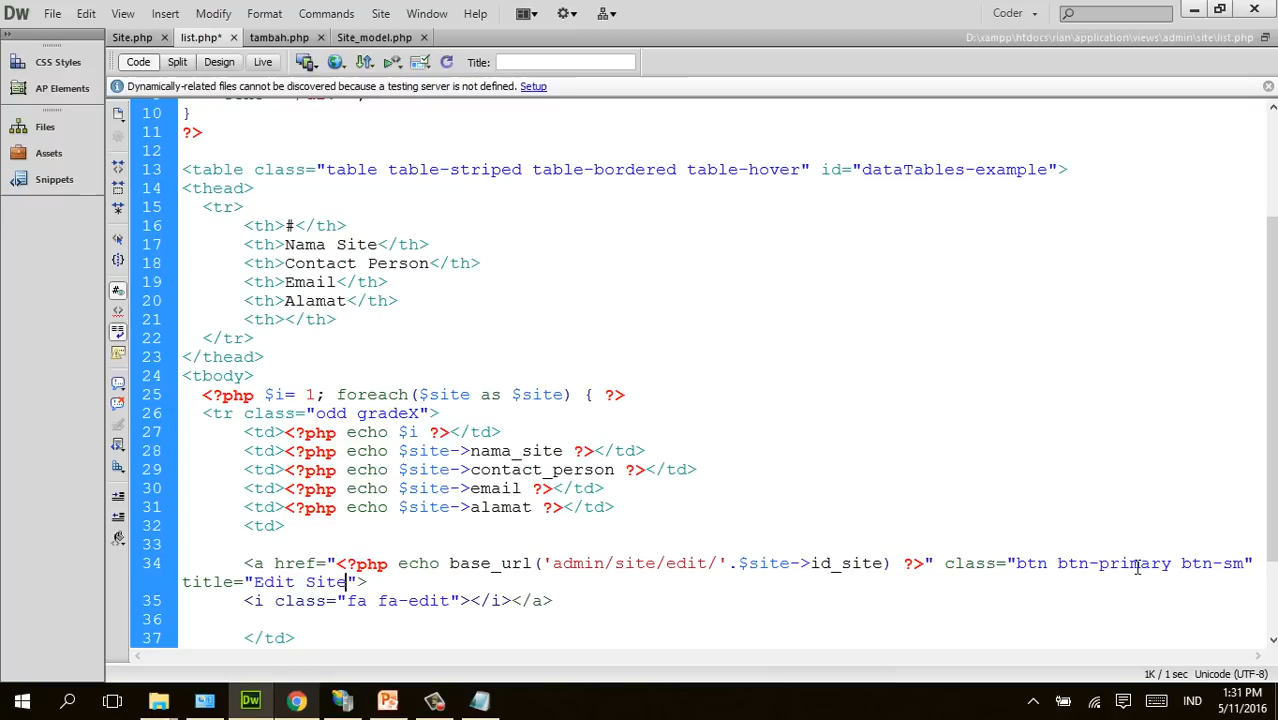 Dw File Edit View Insert Modify Format Commands Site Window Help Coder
Site.php list.php* tambah.php Site_model.php D:\xampp\htdocs\rian\application\views\admin\site\list.php
CSS Styles
AP Elements
Files
Assets
Snippets
Code Split Design Live Title:
Dynamically-related files cannot be discovered because a testing server is not defined. Setup
10 }
11 ?>
12
13 <table class="table table-striped table-bordered table-hover" id="dataTables-example">
14 <thead>
15 <tr>
16 <th>#</th>
17 <th>Nama Site</th>
18 <th>Contact Person</th>
19 <th>Email</th>
20 <th>Alamat</th>
21 <th></th>
22 </tr>
23 </thead>
24 <tbody>
25 <?php $i= 1; foreach($site as $site) { ?>
26 <tr class="odd gradeX">
27 <td><?php echo $i ?></td>
28 <td><?php echo $site->nama_site ?></td>
29 <td><?php echo $site->contact_person ?></td>
30 <td><?php echo $site->email ?></td>
31 <td><?php echo $site->alamat ?></td>
32 <td>
33
34 <a href="<?php echo base_url('admin/site/edit/'.$site->id_site) ?>" class="btn btn-primary btn-sm"
title="Edit Site">
35 <i class="fa fa-edit"></i></a>
36
37 </td>
1K / 1 sec Unicode (UTF-8)
Dw IND 1:31 PM
5/11/2016